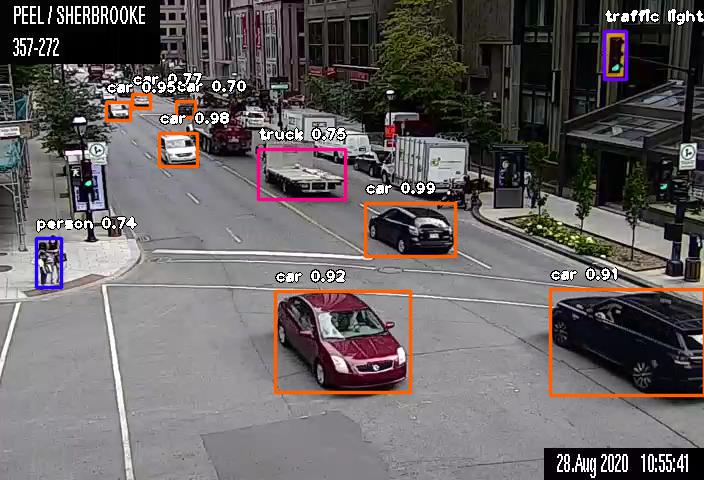 PEEL / SHERBROOKE
357-272
traffic light
car 0.77
car 0.95
car 0.70
car 0.98
truck 0.75
car 0.99
person 0.74
car 0.92
car 0.91
28.Aug 2020 10:55:41